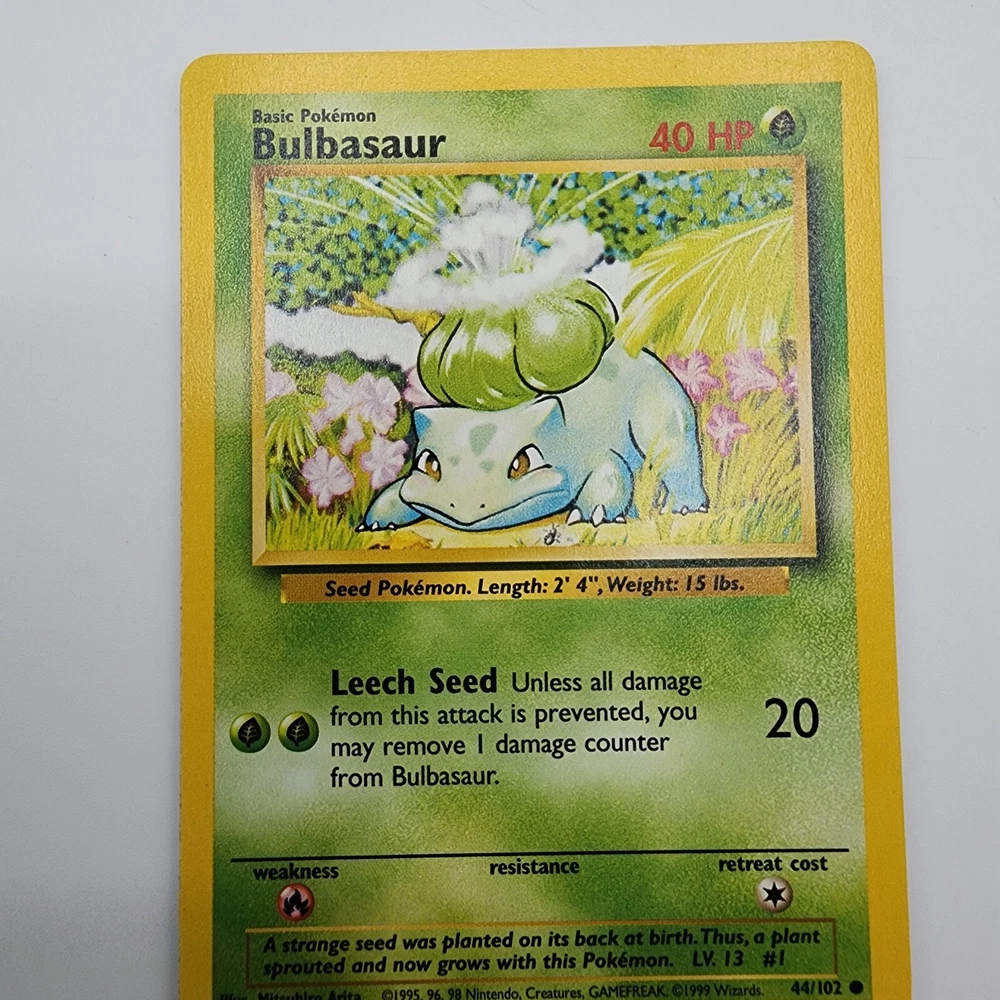 Basic Pokémon
Bulbasaur
40 HP
Seed Pokémon. Length: 2' 4", Weight: 15 lbs.
Leech Seed Unless all damage
from this attack is prevented, you
may remove 1 damage counter
from Bulbasaur.
20
weakness resistance retreat cost
A strange seed was planted on its back at birth. Thus, a plant
sprouted and now grows with this Pokémon. LV. 13 #1
Illus. Mitsuhiro Arita ©1995, 96, 98 Nintendo, Creatures, GAMEFREAK. ©1999 Wizards. 44/102